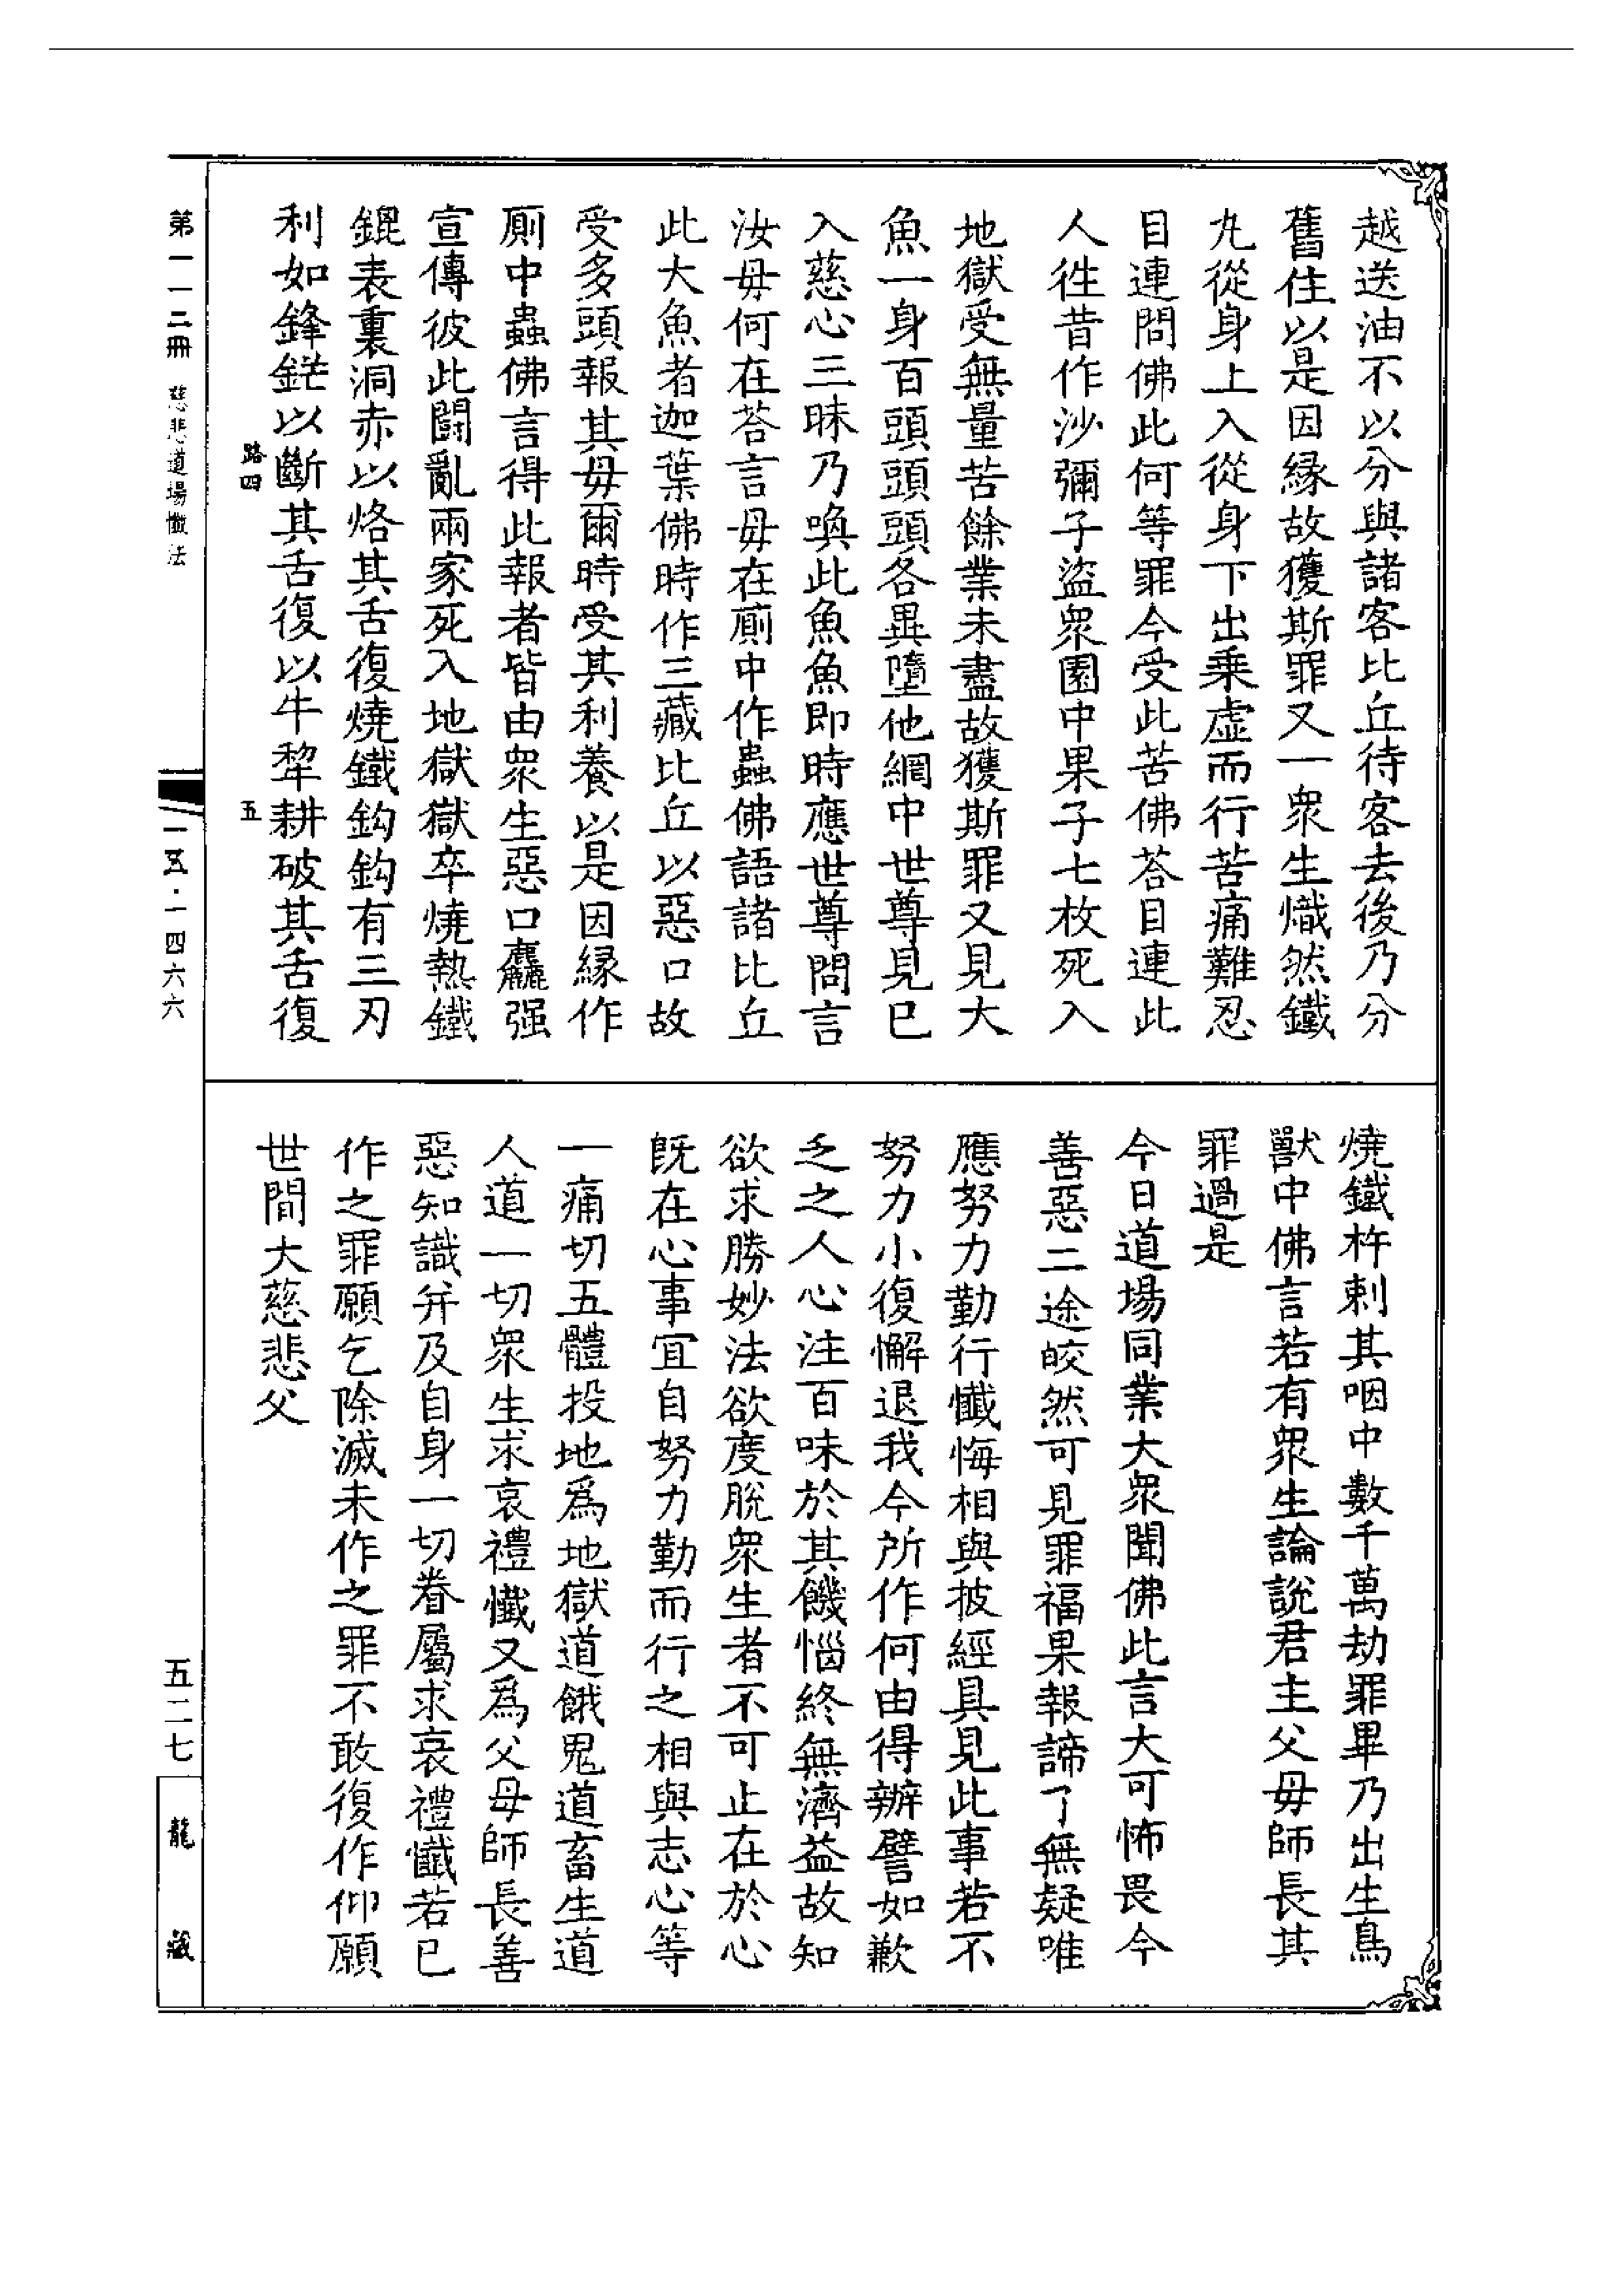 越送油不以分與諸客比丘待客去後乃分
舊住以是因縁故獲斯罪又一衆生熾然鐵
九從身上入從身下出乗虚而行苦痛難忍
目連問佛此何等罪今受此苦佛荅目連此
人徃昔作沙彌子盜衆園中果子七枚死入
地獄受無量苦餘業未盡故獲斯罪又見大
魚一身百頭頭頭各異墮他網中世尊見已
入慈心三昧乃喚此魚魚即時應世尊問言
汝母何在荅言母在廁中作蟲佛語諸比丘
此大魚者迦葉佛時作三藏比丘以惡口故
受多頭報其母爾時受其利養以是因縁作
廁中蟲佛言得此報者皆由衆生惡口麤强
宣傳彼此鬬亂兩家死入地獄獄卒燒熱鐵
錕表裏洞赤以烙其舌復燒鐵鈎鈎有三刃
利如鋒鋩以斷其舌復以牛犂耕破其舌復
燒鐵杵刺其咽中數千萬劫罪畢乃出生鳥
獸中佛言若有衆生論說君主父母師長其
罪過是
今日道場同業大衆聞佛此言大可怖畏今
善惡二途皎然可見罪福果報諦了無疑唯
應努力勤行懺悔相與披經具見此事若不
努力小復懈退我今所作何由得辦譬如歉
乏之人心注百味於其饑惱終無濟益故知
欲求勝妙法欲度脫衆生者不可止在於心
既在心事宜自努力勤而行之相與志心等
一痛切五體投地爲地獄道餓鬼道畜生道
人道一切衆生求哀禮懺又爲父母師長善
惡知識并及自身一切眷屬求哀禮懺若已
作之罪願乞除滅未作之罪不敢復作仰願
世間大慈悲父
路四
五
第一一二冊 慈悲道場懺法
一五·一四六六
五二七
龍藏